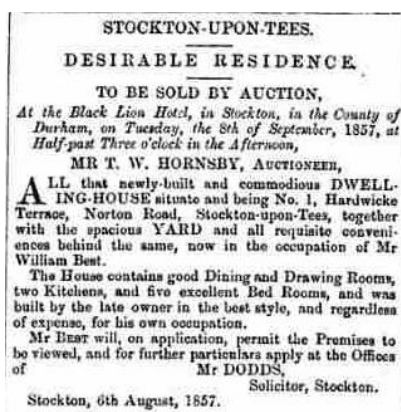 STOCKTON-UPON-TEES.
DESIRABLE RESIDENCE.
TO BE SOLD BY AUCTION,
At the Black Lion Hotel, in Stockton, in the County of
Durham, on Tuesday, the 8th of September, 1857, at
Half-past Three o'clock in the Afternoon,
MR T. W. HORNSBY, AUCTIONEER,
ALL that newly-built and commodious DWELL-
ING-HOUSE situate and being No. 1, Hardwicke
Terrace, Norton Road, Stockton-upon-Tees, together
with the spacious YARD and all requisite conveni-
ences behind the same, now in the occupation of Mr
William Best.
The House contains good Dining and Drawing Rooms,
two Kitchens, and five excellent Bed Rooms, and was
built by the late owner in the best style, and regardless
of expense, for his own occupation.
Mr BEST will, on application, permit the Premises to
be viewed, and for further particulars apply at the Offices
of Mr DODDS,
Solicitor, Stockton.
Stockton, 6th August, 1857.